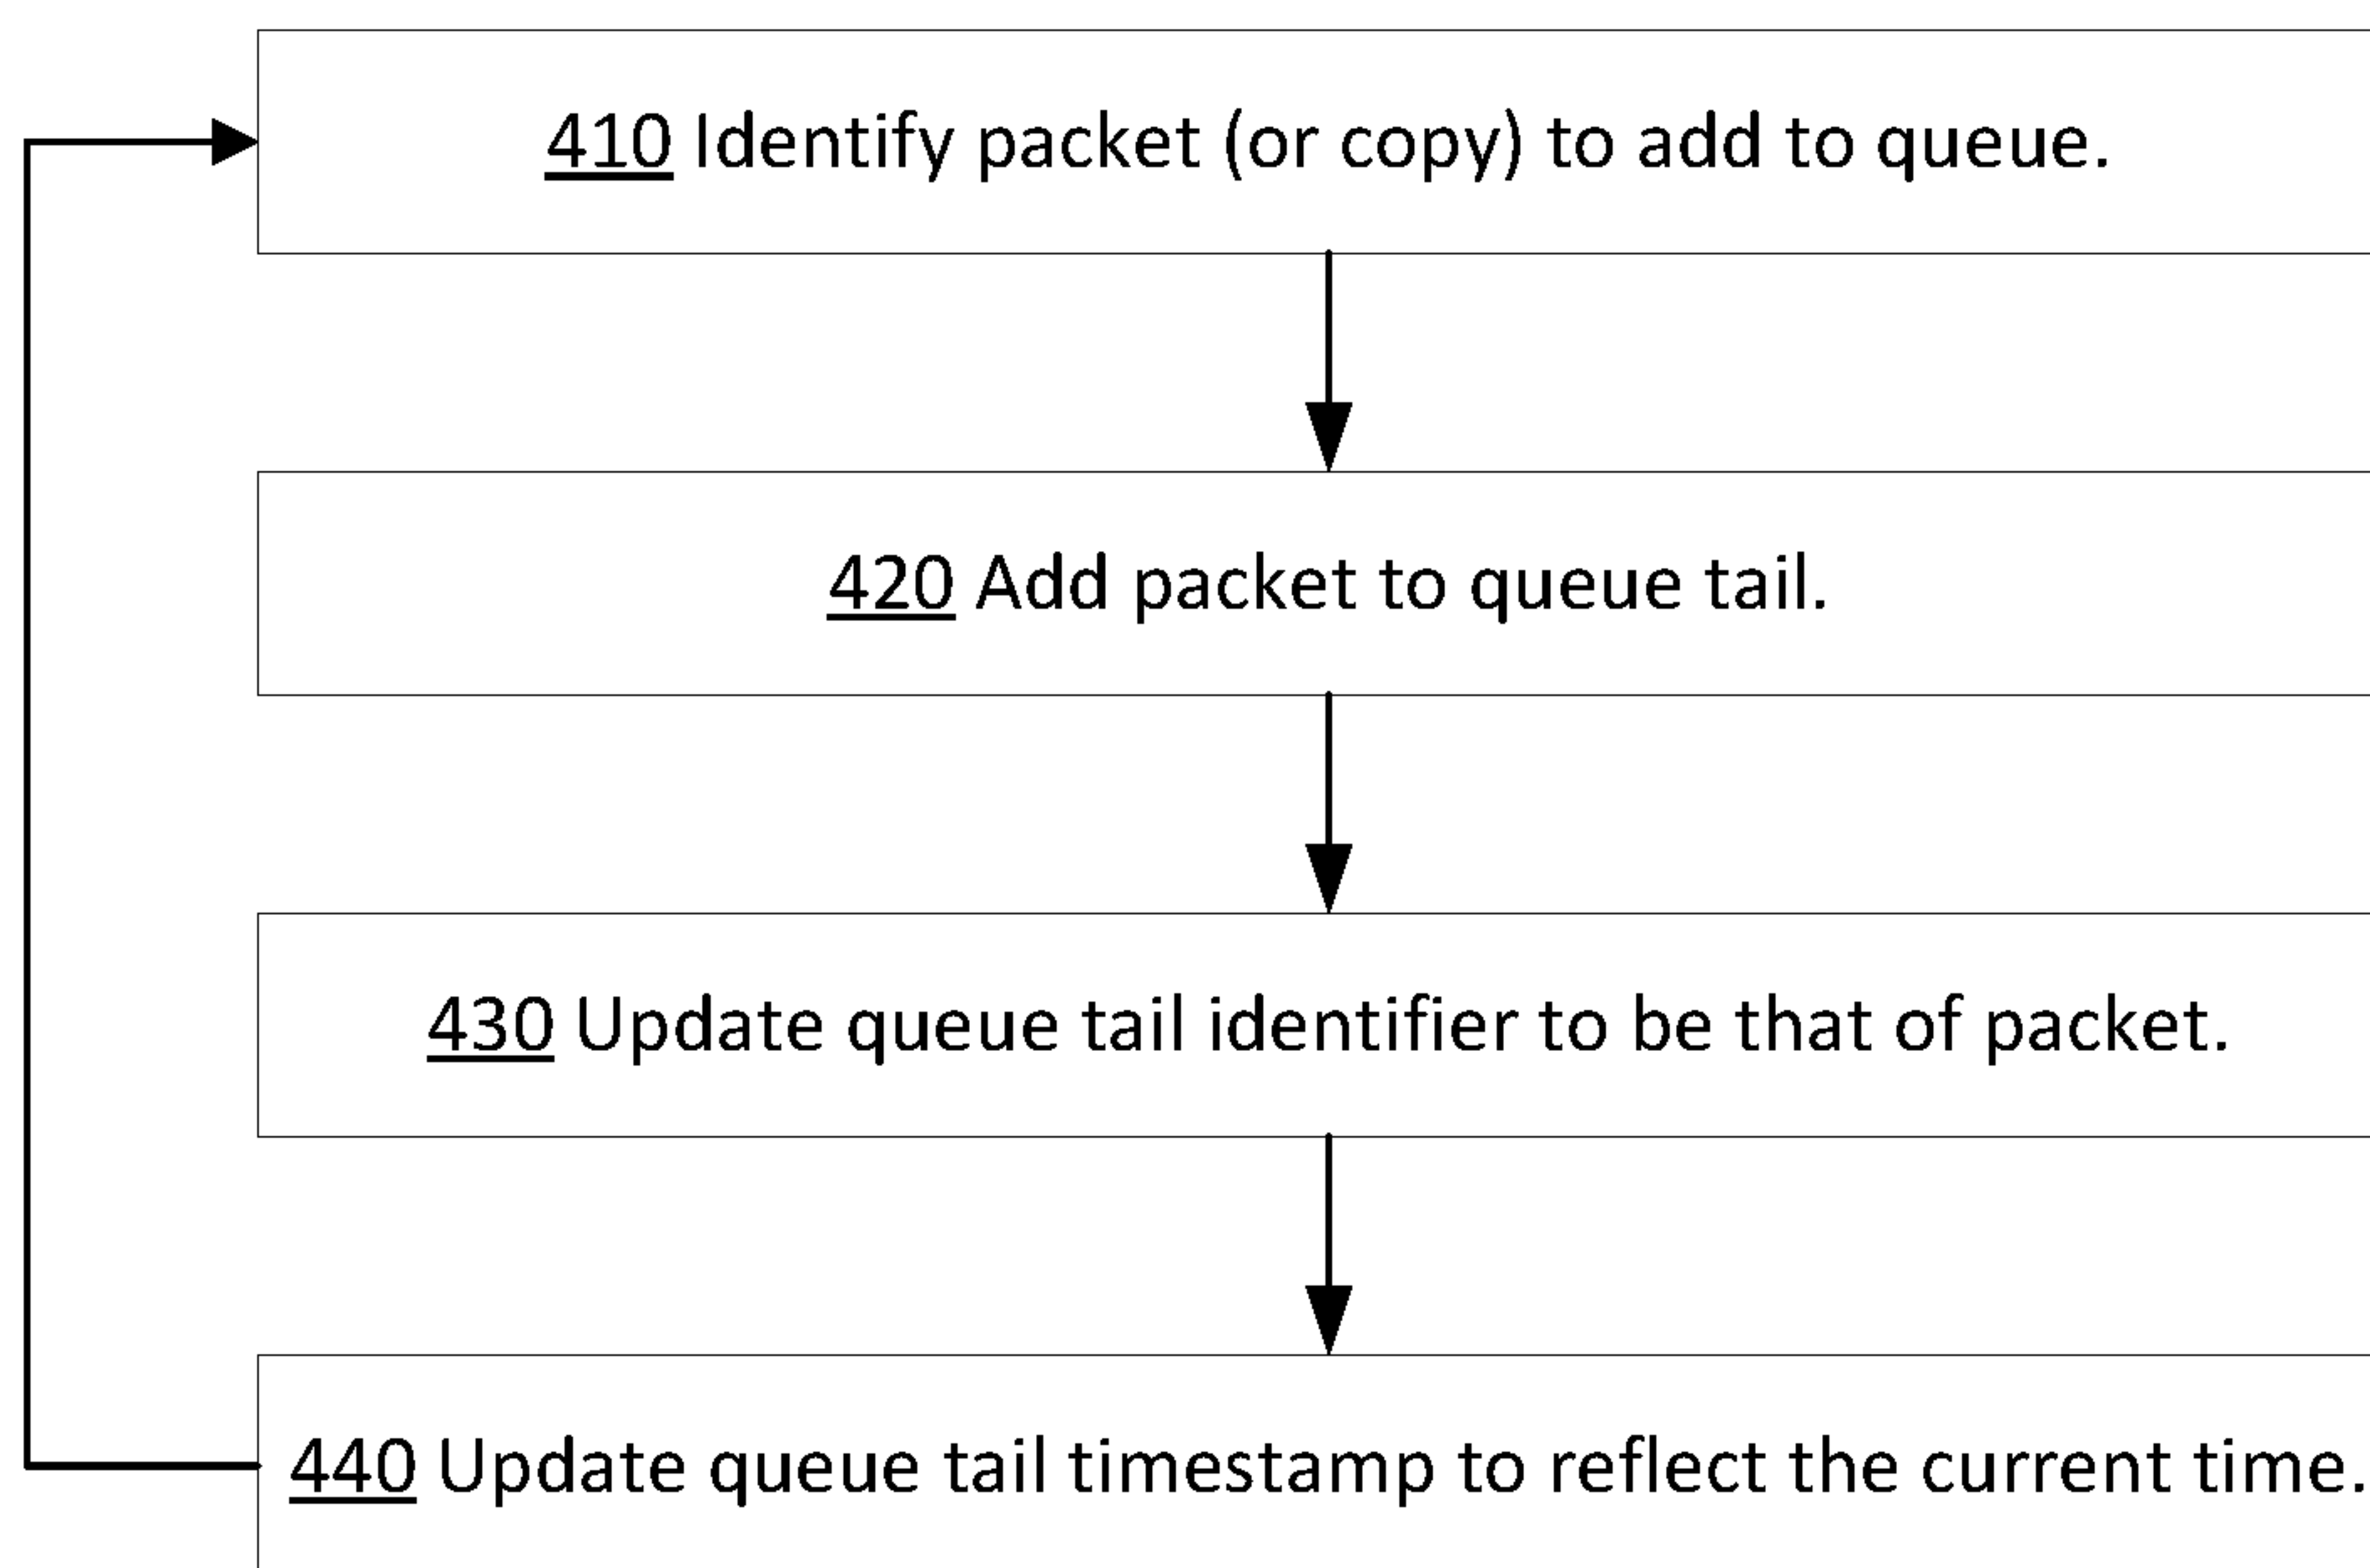 410 Identify packet (or copy) to add to queue.
420 Add packet to queue tail.
430 Update queue tail identifier to be that of packet.
440 Update queue tail timestamp to reflect the current time.